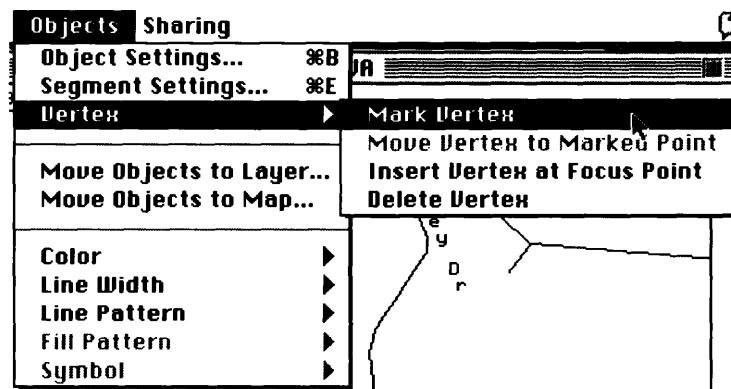 Objects Sharing
Object Settings... ⌘B
Segment Settings... ⌘E
Vertex
Move Objects to Layer...
Move Objects to Map...
Color
Line Width
Line Pattern
Fill Pattern
Symbol
VA
Mark Vertex
Move Vertex to Marked Point
Insert Vertex at Focus Point
Delete Vertex
e
y
D
r